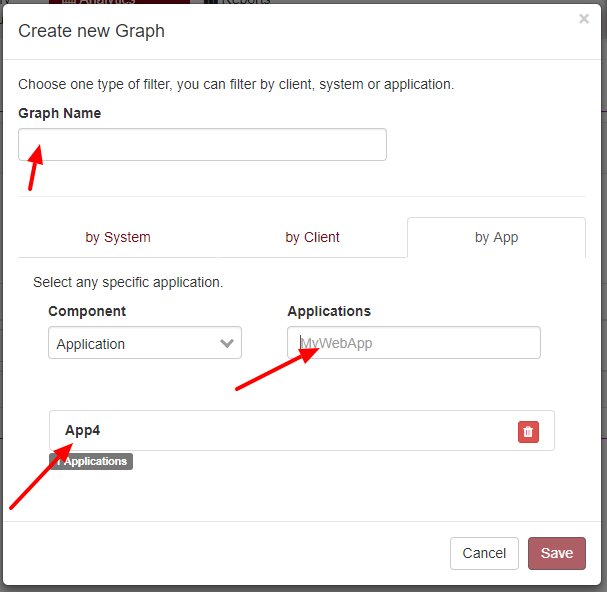 Analytics
Reports
Create new Graph
×
Choose one type of filter, you can filter by client, system or application.
Graph Name
by System by Client by App
Select any specific application.
Component Applications
Application MyWebApp
App4
Applications
Cancel Save